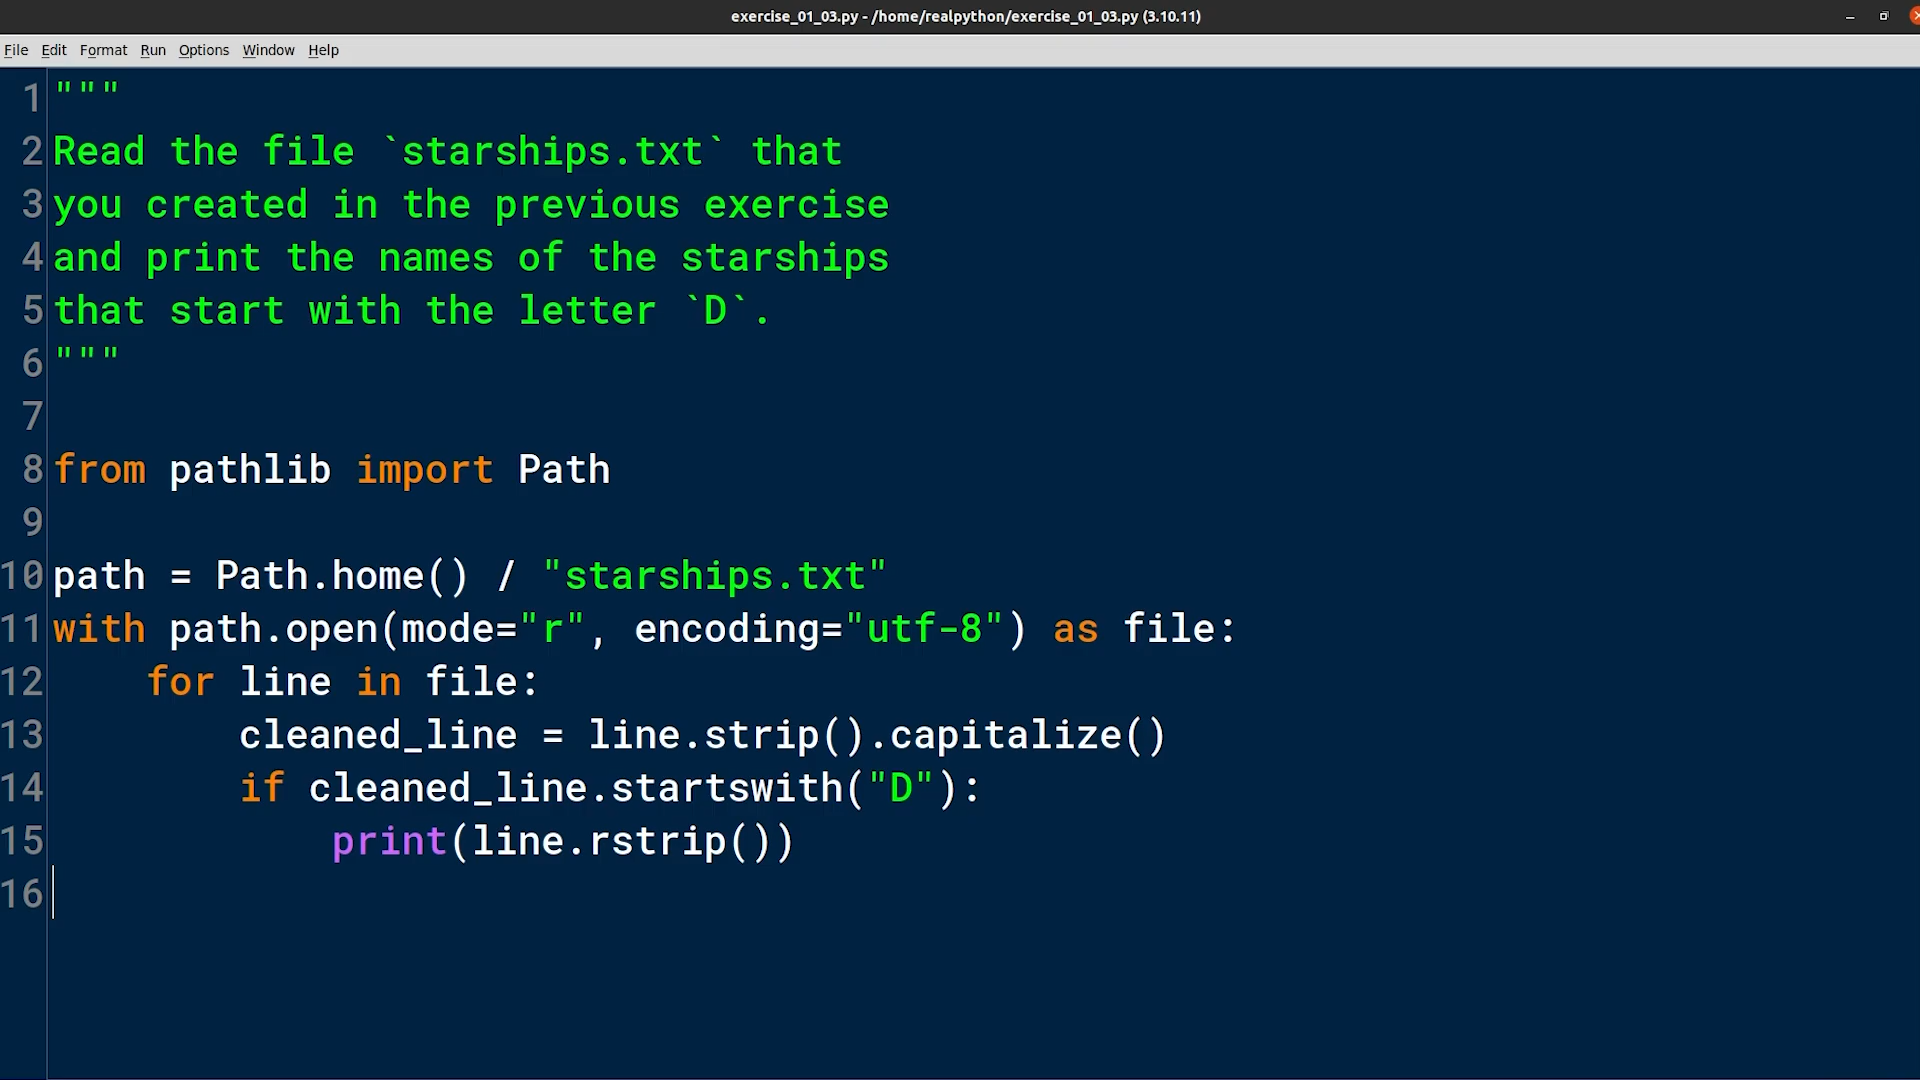 exercise_01_03.py - /home/realpython/exercise_01_03.py (3.10.11)
File Edit Format Run Options Window Help
1 """
2 Read the file `starships.txt` that
3 you created in the previous exercise
4 and print the names of the starships
5 that start with the letter `D`.
6 """
7
8 from pathlib import Path
9
10 path = Path.home() / "starships.txt"
11 with path.open(mode="r", encoding="utf-8") as file:
12     for line in file:
13         cleaned_line = line.strip().capitalize()
14         if cleaned_line.startswith("D"):
15             print(line.rstrip())
16